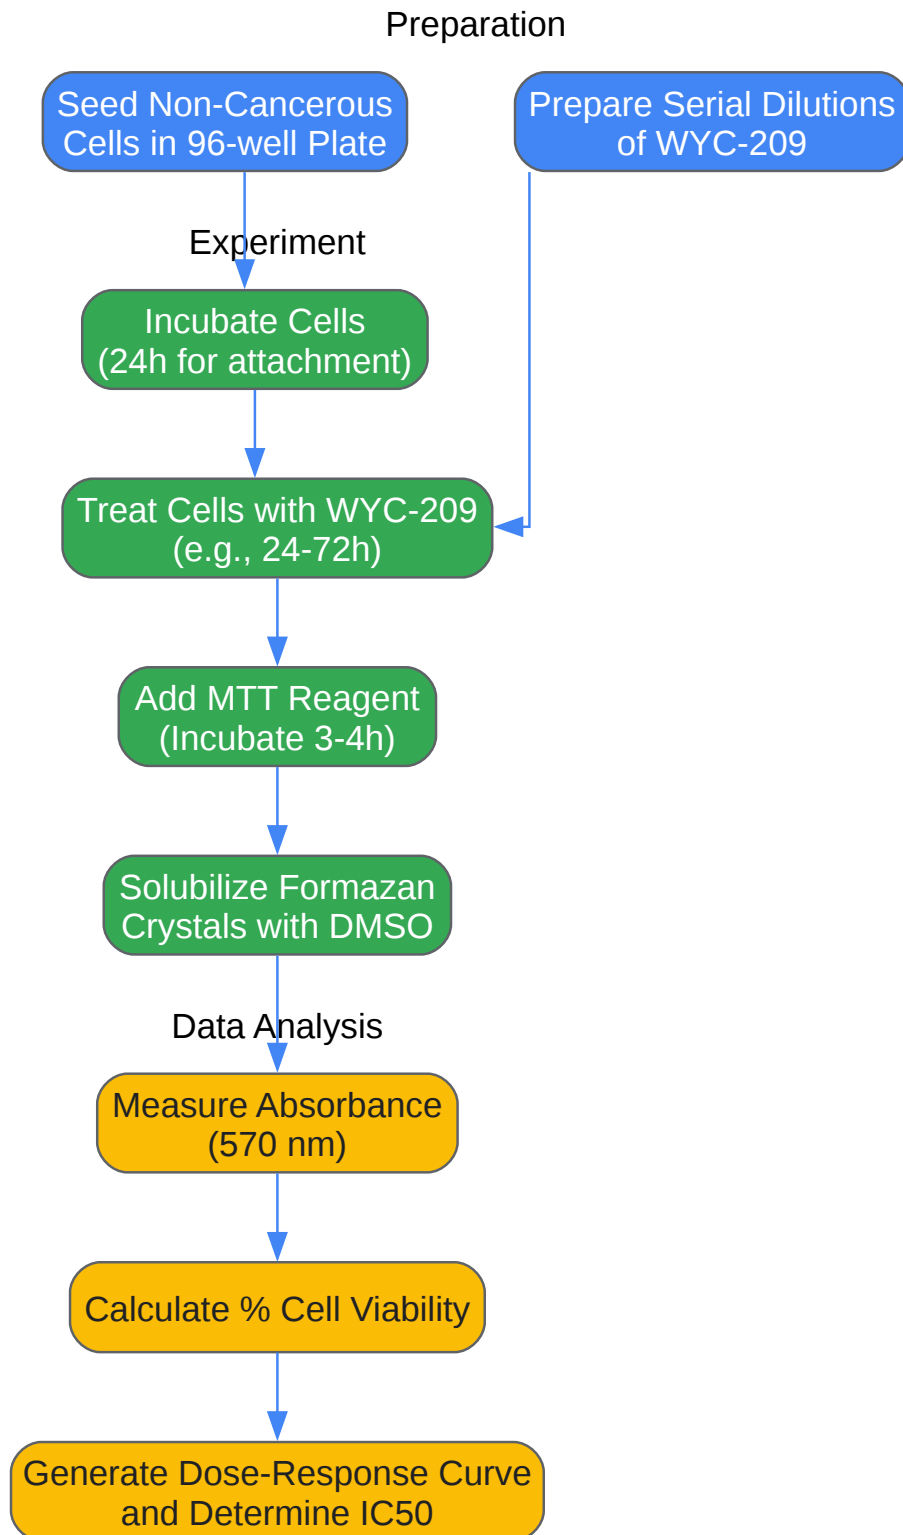 Preparation
Seed Non-Cancerous
Cells in 96-well Plate
Prepare Serial Dilutions
of WYC-209
Experiment
Incubate Cells
(24h for attachment)
Treat Cells with WYC-209
(e.g., 24-72h)
Add MTT Reagent
(Incubate 3-4h)
Solubilize Formazan
Crystals with DMSO
Data Analysis
Measure Absorbance
(570 nm)
Calculate % Cell Viability
Generate Dose-Response Curve
and Determine IC50